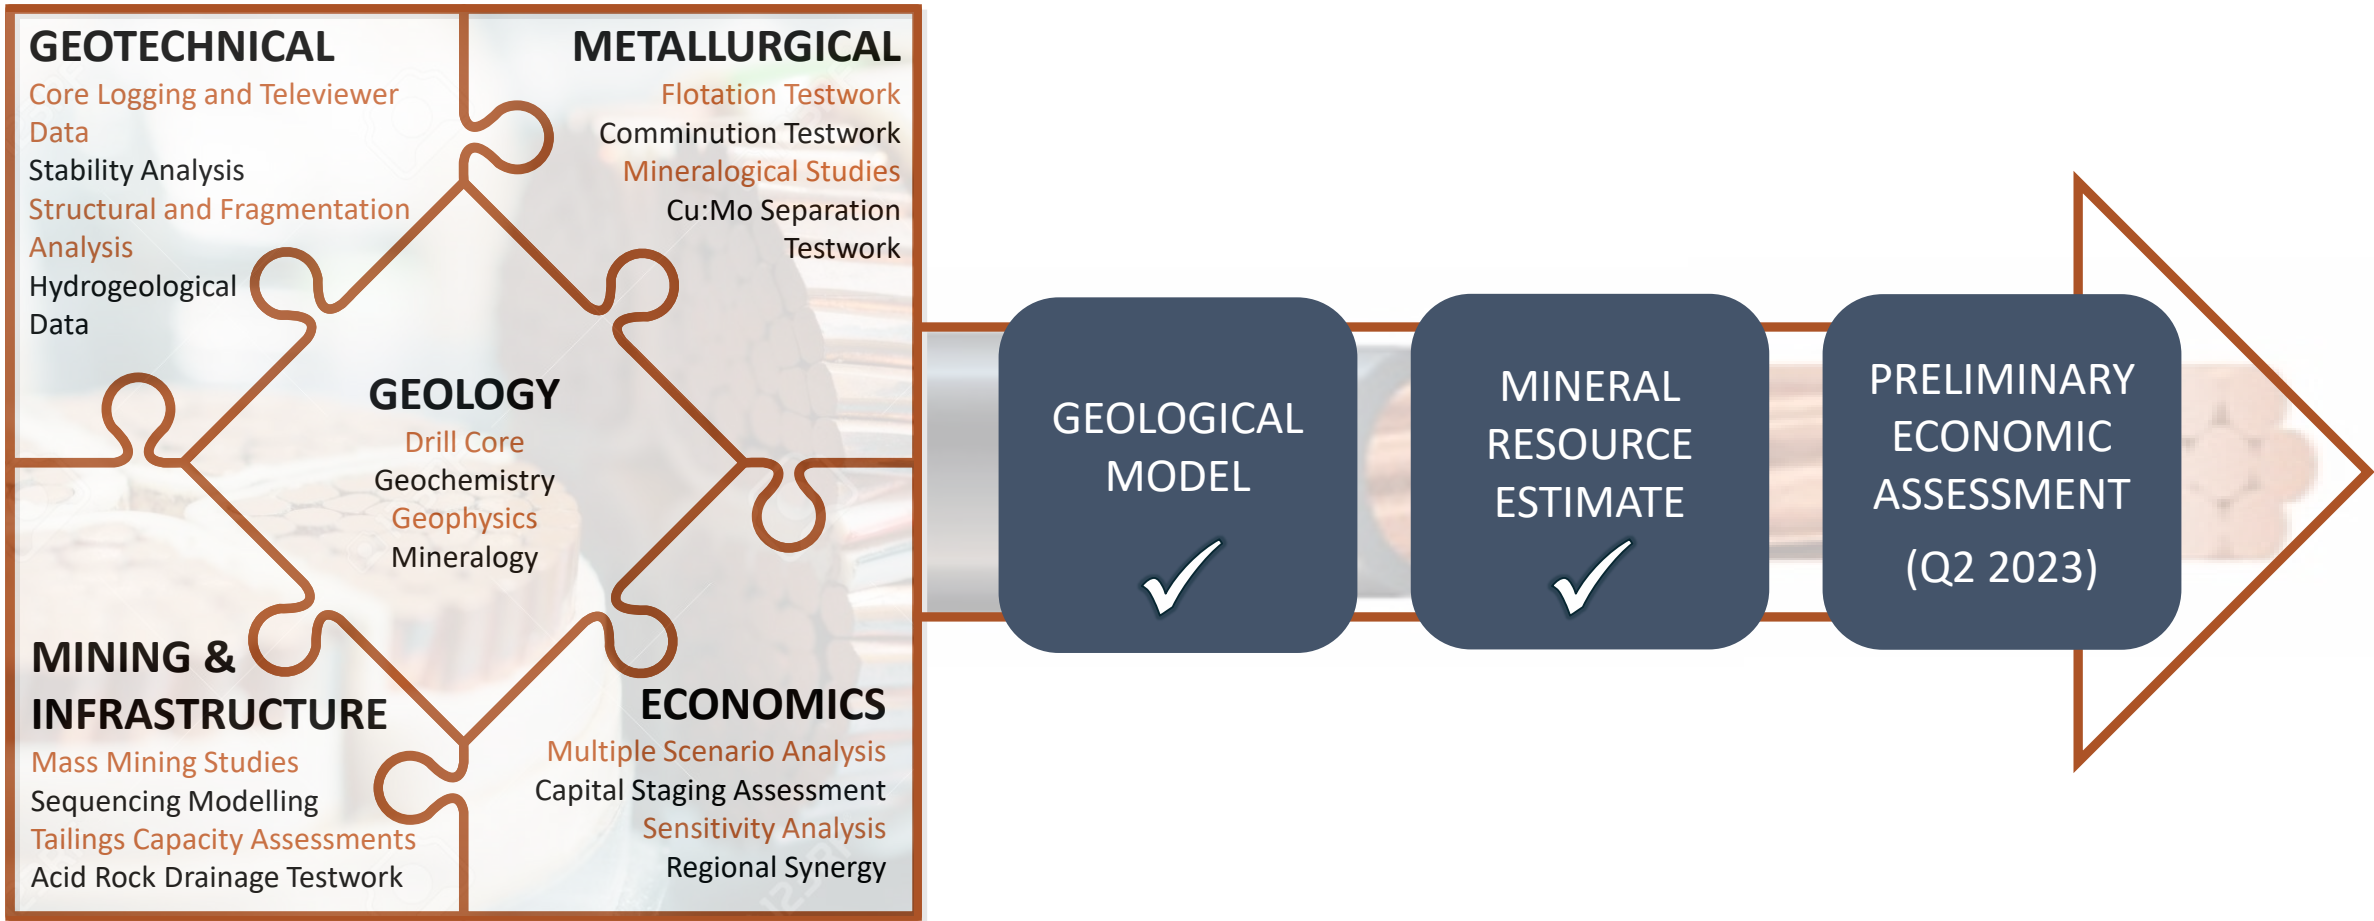 GEOTECHNICAL
Core Logging and Televiewer
Data
Stability Analysis
Structural and Fragmentation
Analysis
Hydrogeological
Data
METALLURGICAL
Flotation Testwork
Comminution Testwork
Mineralogical Studies
Cu:Mo Separation
Testwork
GEOLOGY
Drill Core
Geochemistry
Geophysics
Mineralogy
MINING &
INFRASTRUCTURE
Mass Mining Studies
Sequencing Modelling
Tailings Capacity Assessments
Acid Rock Drainage Testwork
ECONOMICS
Multiple Scenario Analysis
Capital Staging Assessment
Sensitivity Analysis
Regional Synergy
GEOLOGICAL
MODEL
MINERAL
RESOURCE
ESTIMATE
PRELIMINARY
ECONOMIC
ASSESSMENT
(Q2 2023)